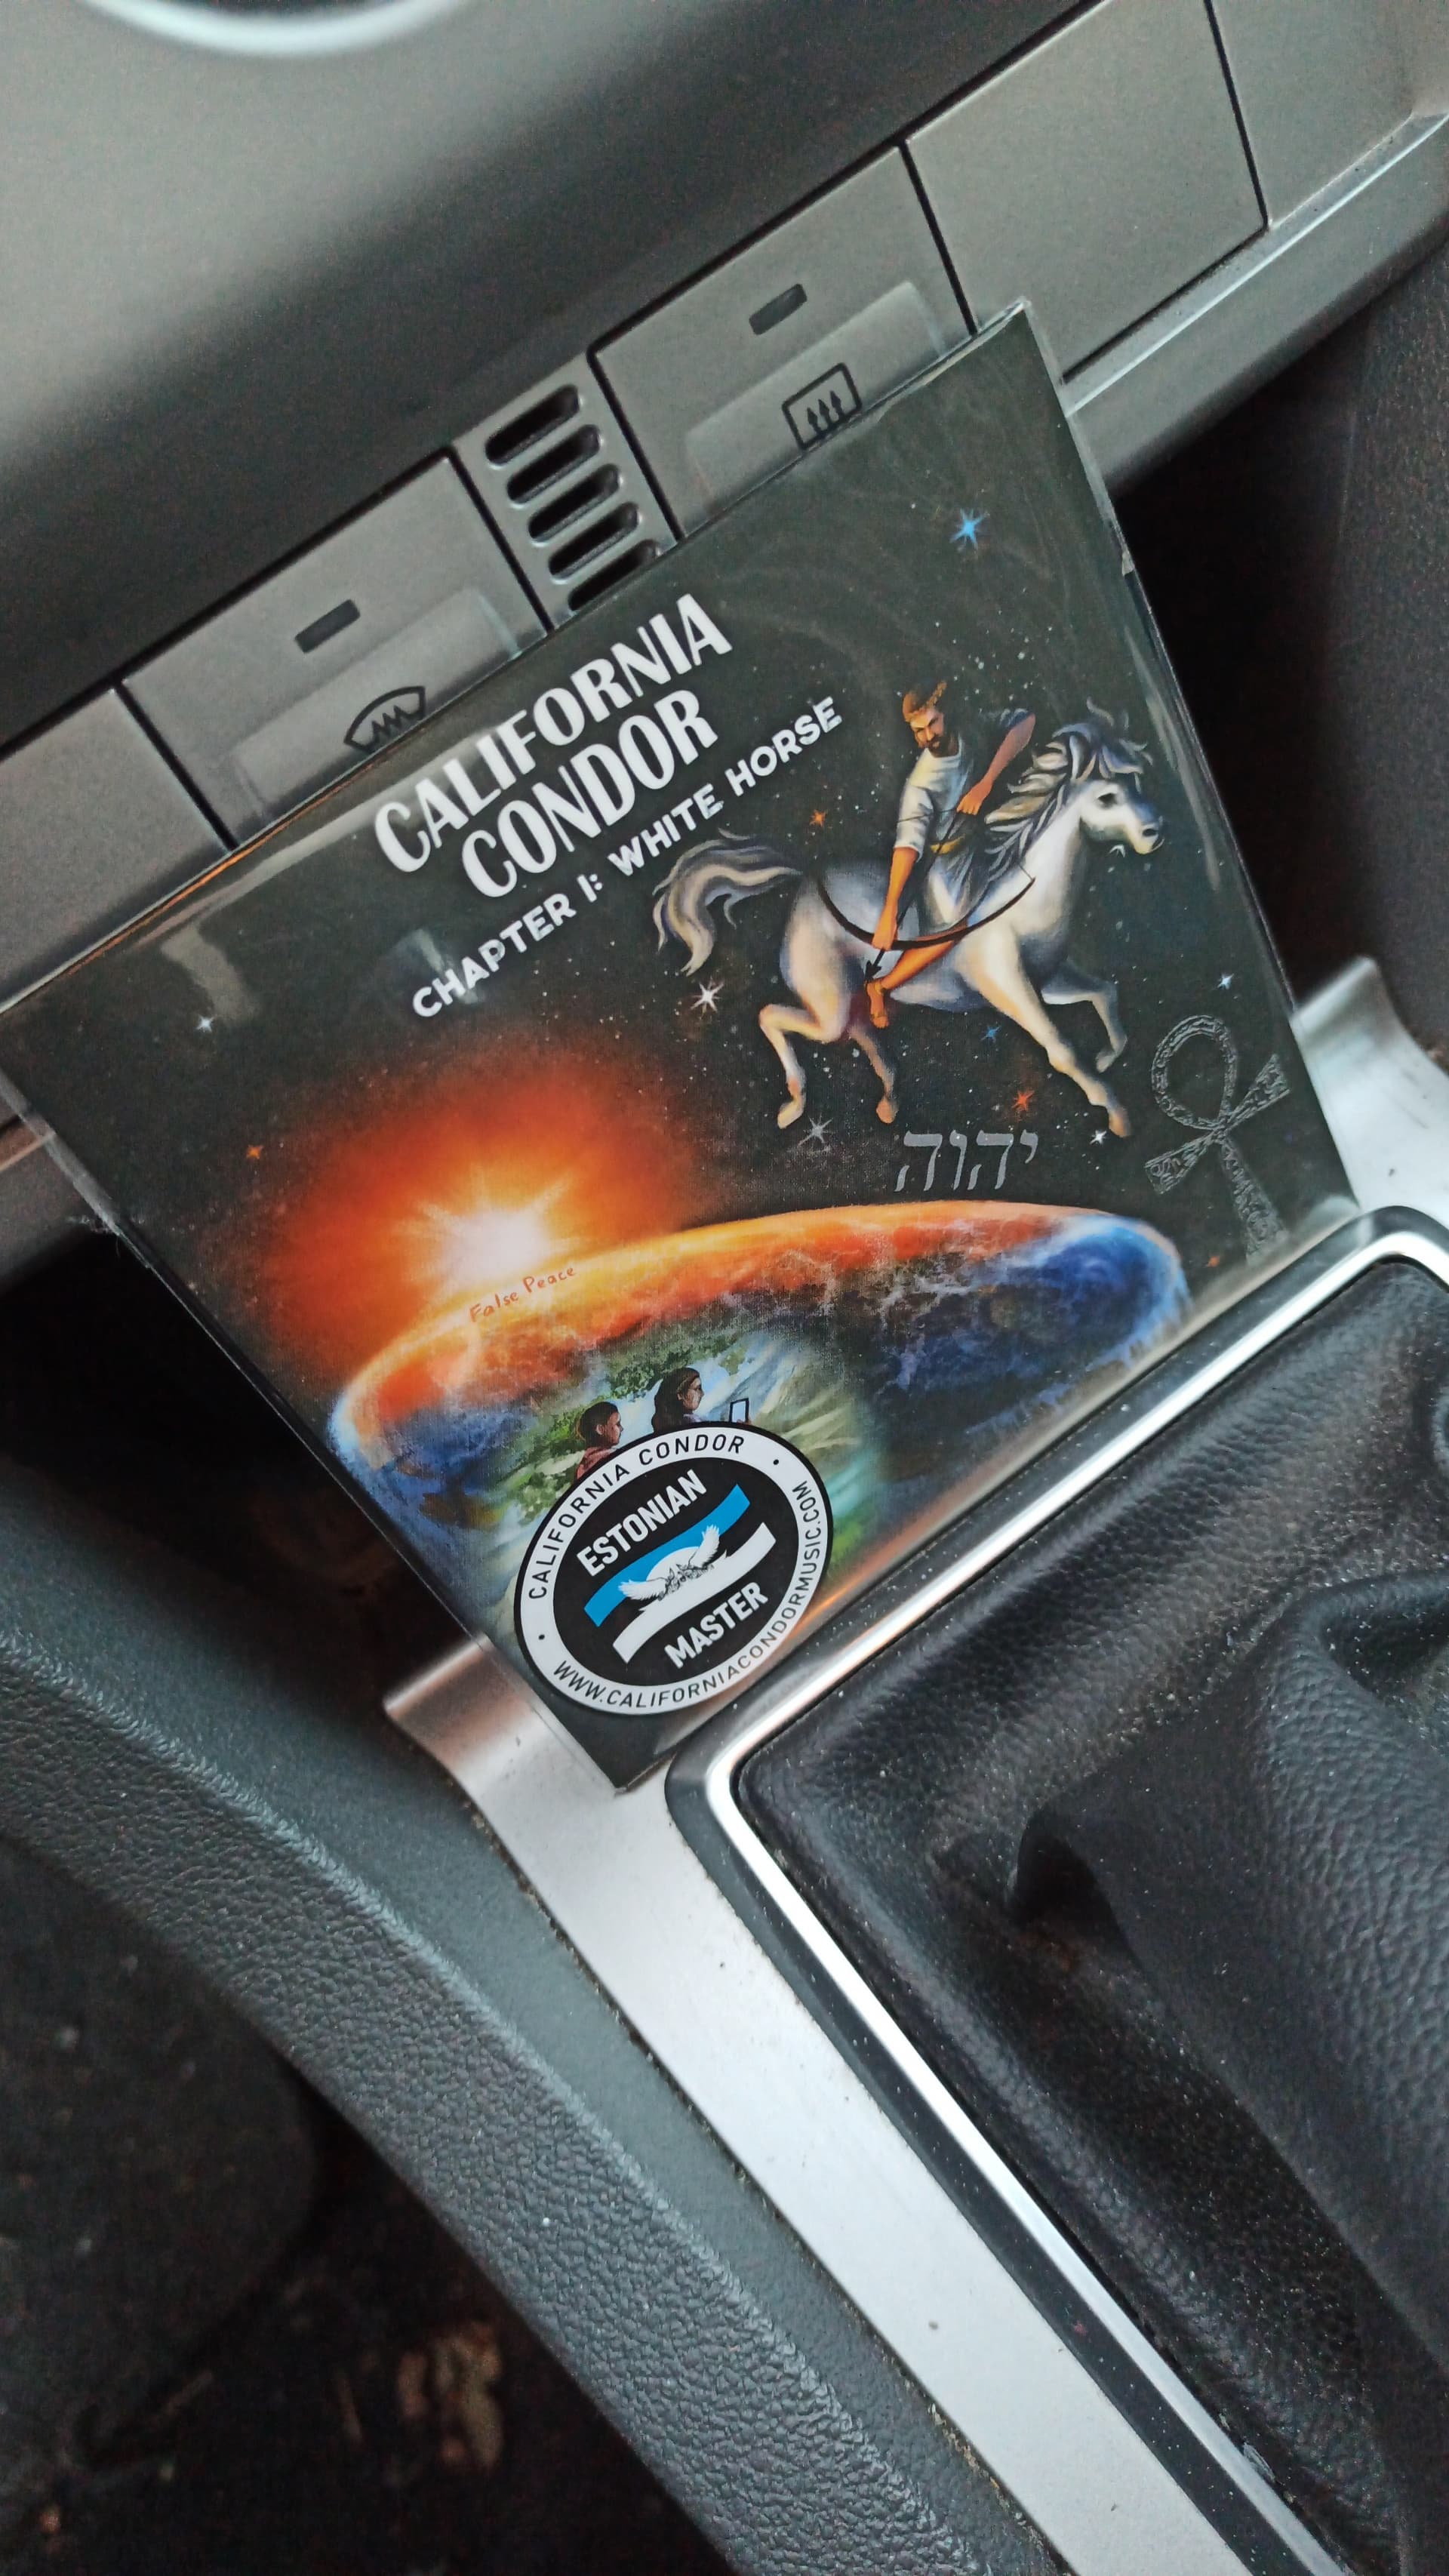 CALIFORNIA
CONDOR
CHAPTER I: WHITE HORSE
יהוה
False Peace
CALIFORNIA CONDOR
ESTONIAN
MASTER
WWW.CALIFORNIACONDORMUSIC.COM